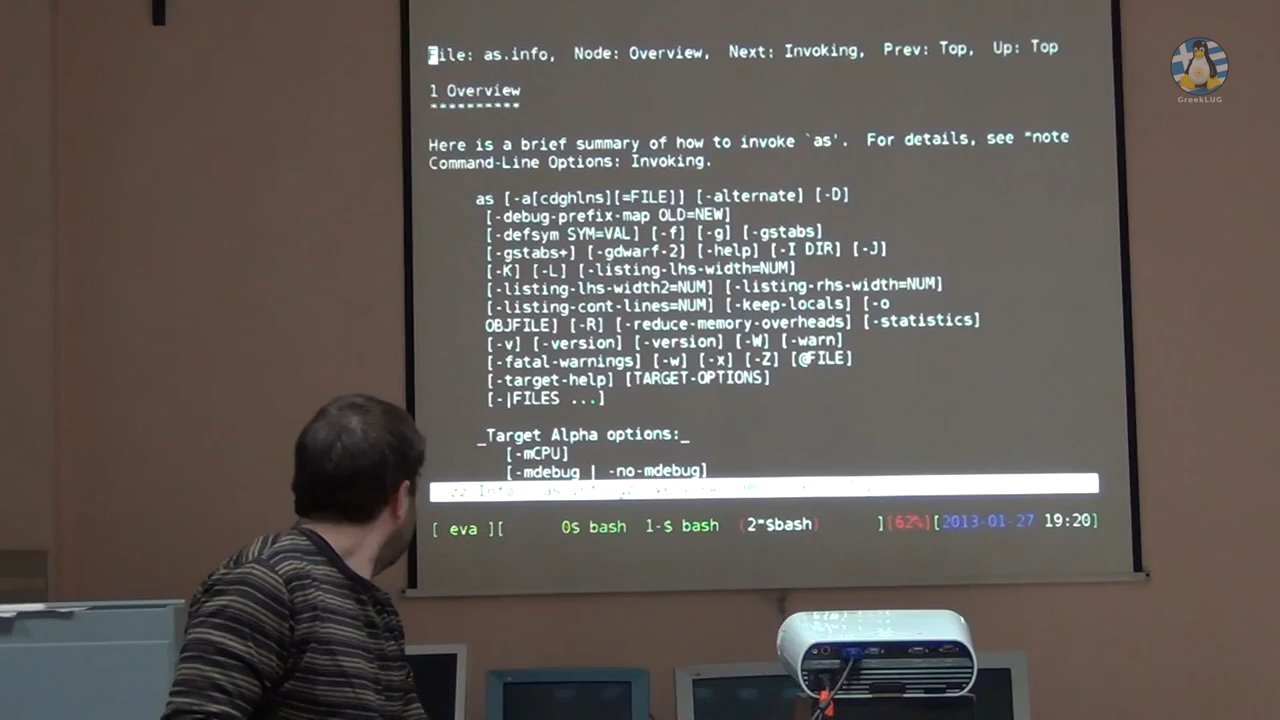 File: as.info,  Node: Overview,  Next: Invoking,  Prev: Top,  Up: Top
1 Overview
**********
Here is a brief summary of how to invoke `as'.  For details, see *note
Command-Line Options: Invoking.
as [-a[cdghlns][=FILE]] [-alternate] [-D]
[-debug-prefix-map OLD=NEW]
[-defsym SYM=VAL] [-f] [-g] [-gstabs]
[-gstabs+] [-gdwarf-2] [-help] [-I DIR] [-J]
[-K] [-L] [-listing-lhs-width=NUM]
[-listing-lhs-width2=NUM] [-listing-rhs-width=NUM]
[-listing-cont-lines=NUM] [-keep-locals] [-o
OBJFILE] [-R] [-reduce-memory-overheads] [-statistics]
[-v] [-version] [-version] [-W] [-warn]
[-fatal-warnings] [-w] [-x] [-Z] [@FILE]
[-target-help] [TARGET-OPTIONS]
[-|FILES ...]
_Target Alpha options:_
[-mCPU]
[-mdebug | -no-mdebug]
[ eva ][ 0$ bash 1-$ bash (2*$bash) ][62%][2013-01-27 19:20]
GreekLUG